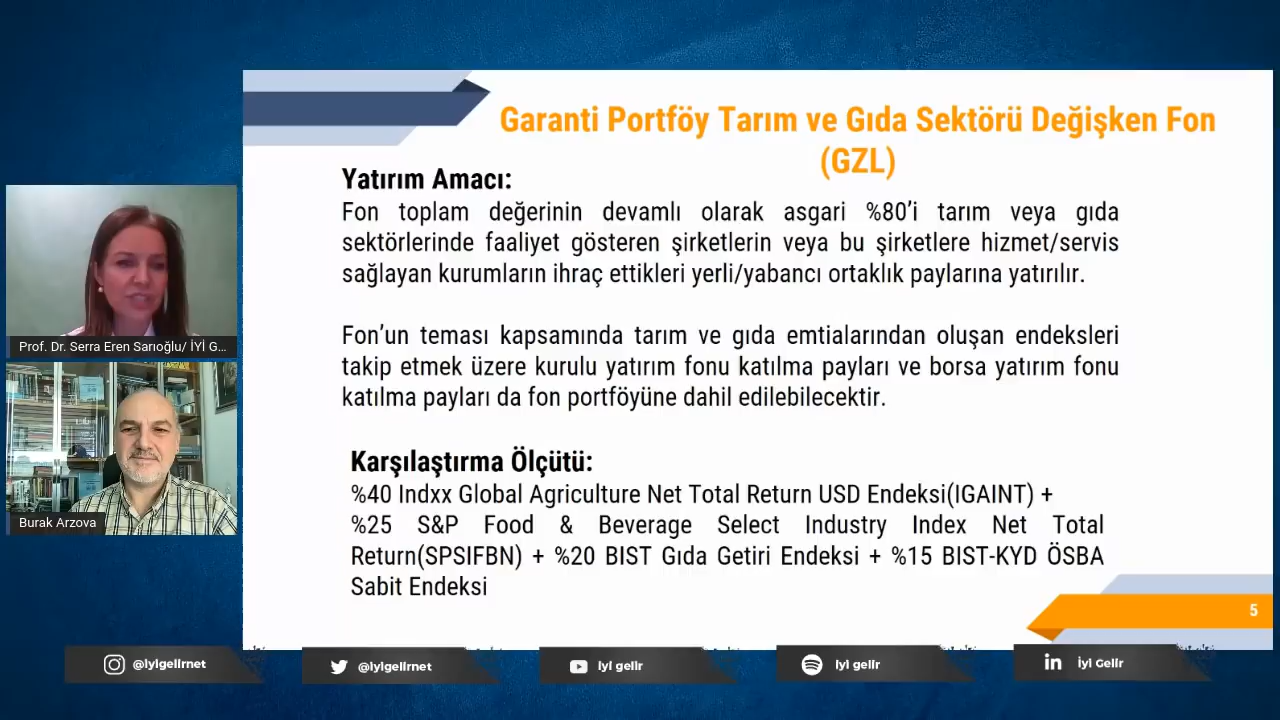 Garanti Portföy Tarım ve Gıda Sektörü Değişken Fon
(GZL)
Yatırım Amacı:
Fon toplam değerinin devamlı olarak asgari %80’i tarım veya gıda
sektörlerinde faaliyet gösteren şirketlerin veya bu şirketlere hizmet/servis
sağlayan kurumların ihraç ettikleri yerli/yabancı ortaklık paylarına yatırılır.
Fon’un teması kapsamında tarım ve gıda emtialarından oluşan endeksleri
takip etmek üzere kurulu yatırım fonu katılma payları ve borsa yatırım fonu
katılma payları da fon portföyüne dahil edilebilecektir.
Karşılaştırma Ölçütü:
%40 Indxx Global Agriculture Net Total Return USD Endeksi(IGAINT) +
%25 S&P Food & Beverage Select Industry Index Net Total
Return(SPSIFBN) + %20 BIST Gıda Getiri Endeksi + %15 BIST-KYD ÖSBA
Sabit Endeksi
5
Prof. Dr. Serra Eren Sarıoğlu/ İYİ G...
Burak Arzova
@iyigelirnet
@iyigelirnet
iyi gelir
iyi gelir
İyi Gelir